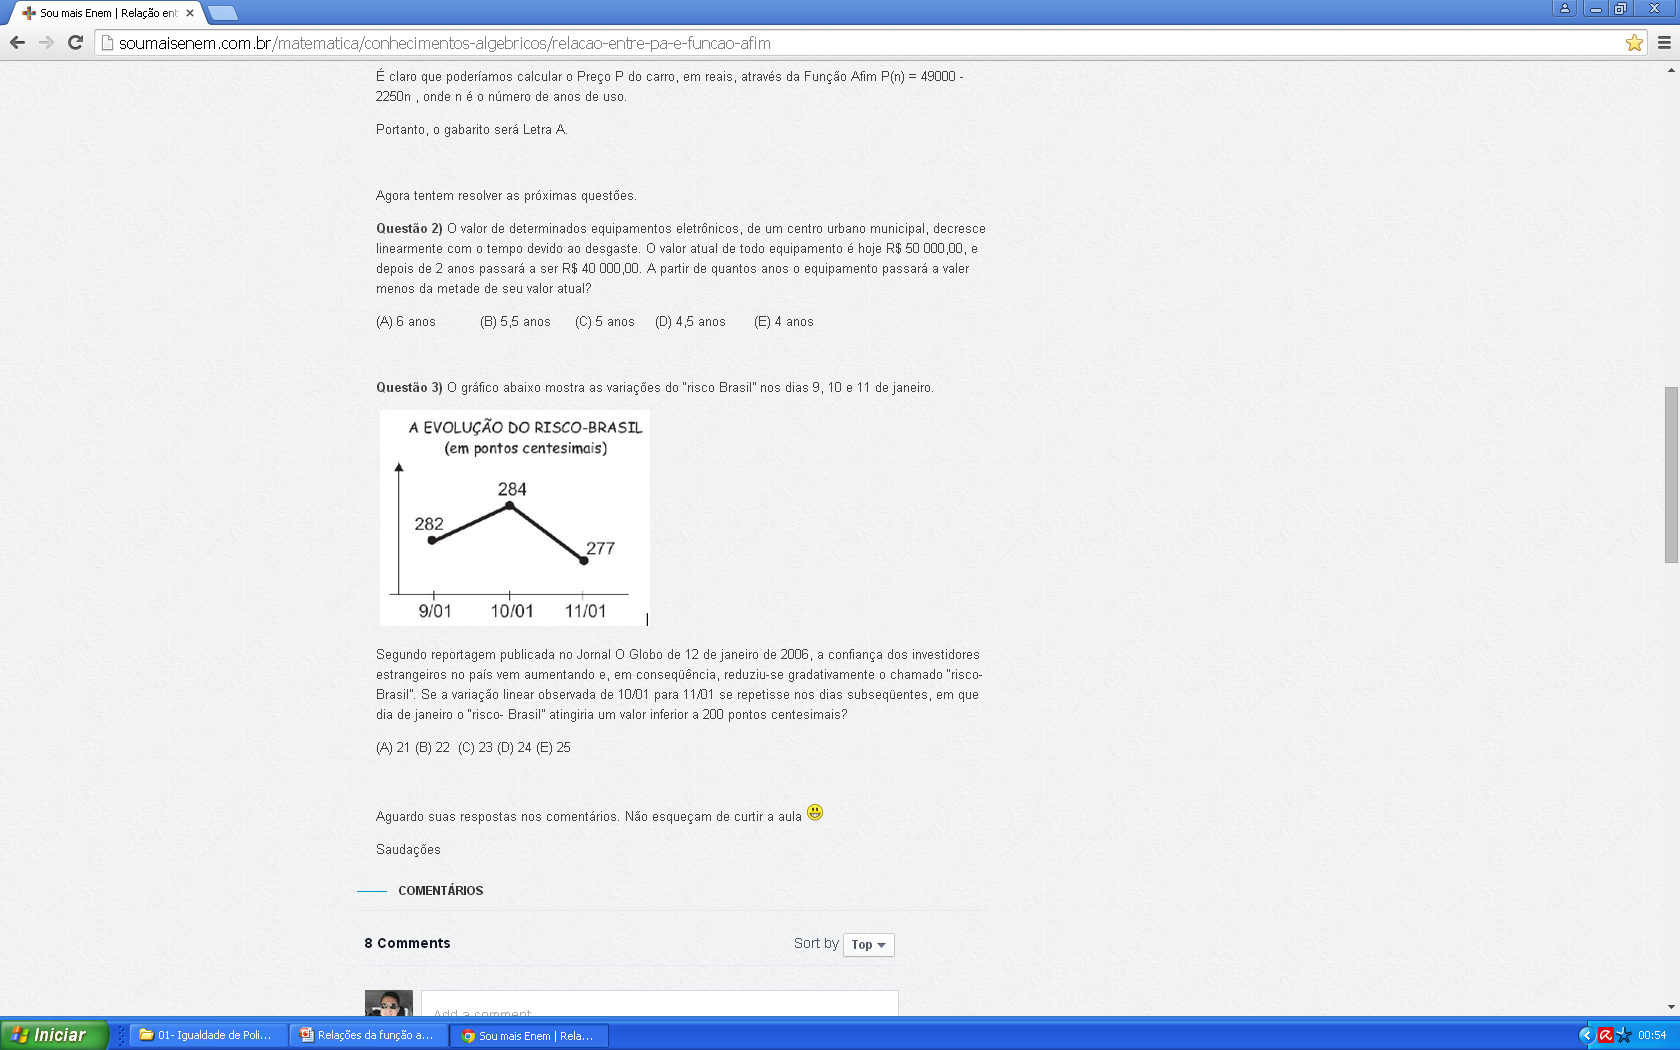 Sou mais Enem | Relação ent
soumaisenem.com.br/matematica/conhecimentos-algebricos/relacao-entre-pa-e-funcao-afim
É claro que poderíamos calcular o Preço P do carro, em reais, através da Função Afim P(n) = 49000 -
2250n , onde n é o número de anos de uso.
Portanto, o gabarito será Letra A.
Agora tentem resolver as próximas questões.
Questão 2) O valor de determinados equipamentos eletrônicos, de um centro urbano municipal, decresce
linearmente com o tempo devido ao desgaste. O valor atual de todo equipamento é hoje R$ 50 000,00, e
depois de 2 anos passará a ser R$ 40 000,00. A partir de quantos anos o equipamento passará a valer
menos da metade de seu valor atual?
(A) 6 anos (B) 5,5 anos (C) 5 anos (D) 4,5 anos (E) 4 anos
Questão 3) O gráfico abaixo mostra as variações do "risco Brasil" nos dias 9, 10 e 11 de janeiro.
A EVOLUÇÃO DO RISCO-BRASIL
(em pontos centesimais)
284
282
277
9/01 10/01 11/01
Segundo reportagem publicada no Jornal O Globo de 12 de janeiro de 2006, a confiança dos investidores
estrangeiros no país vem aumentando e, em conseqüência, reduziu-se gradativamente o chamado "risco-
Brasil". Se a variação linear observada de 10/01 para 11/01 se repetisse nos dias subseqüentes, em que
dia de janeiro o "risco- Brasil" atingiria um valor inferior a 200 pontos centesimais?
(A) 21 (B) 22 (C) 23 (D) 24 (E) 25
Aguardo suas respostas nos comentários. Não esqueçam de curtir a aula
Saudações
COMENTÁRIOS
8 Comments Sort by Top
Add a comment
Iniciar 01- Igualdade de Poli... Relações da função a... Sou mais Enem | Rela... 00:54